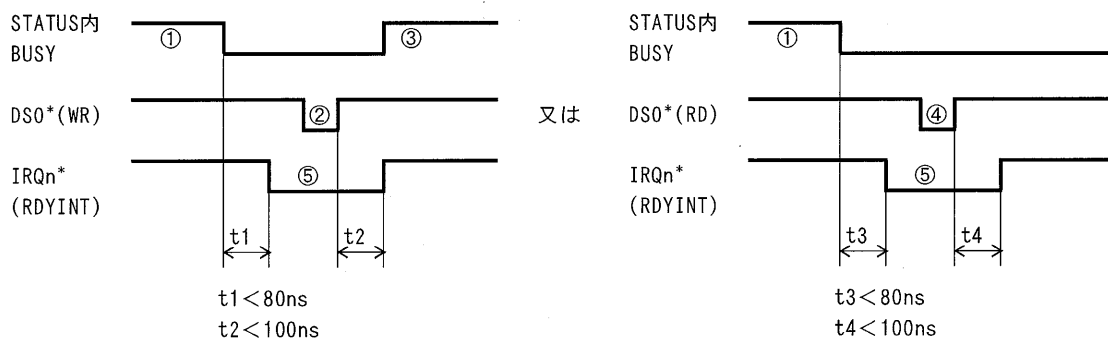 STATUS内
BUSY
①
③
DS0*(WR)
②
IRQn*
(RDYINT)
⑤
t1
t2
t1<80ns
t2<100ns
又は
STATUS内
BUSY
①
DS0*(RD)
④
IRQn*
(RDYINT)
⑤
t3
t4
t3<80ns
t4<100ns